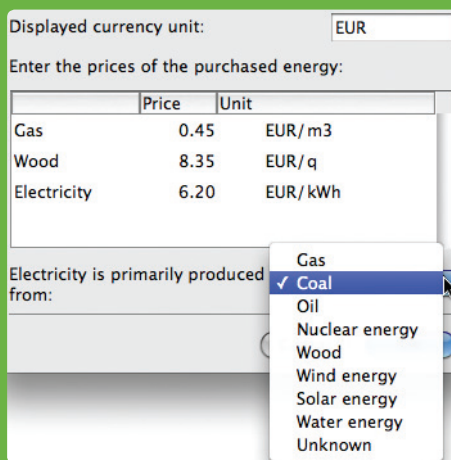 Displayed currency unit: EUR
Enter the prices of the purchased energy:
Price Unit
Gas 0.45 EUR/m3
Wood 8.35 EUR/q
Electricity 6.20 EUR/kWh
Electricity is primarily produced
from:
Gas
✓ Coal
Oil
Nuclear energy
Wood
Wind energy
Solar energy
Water energy
Unknown